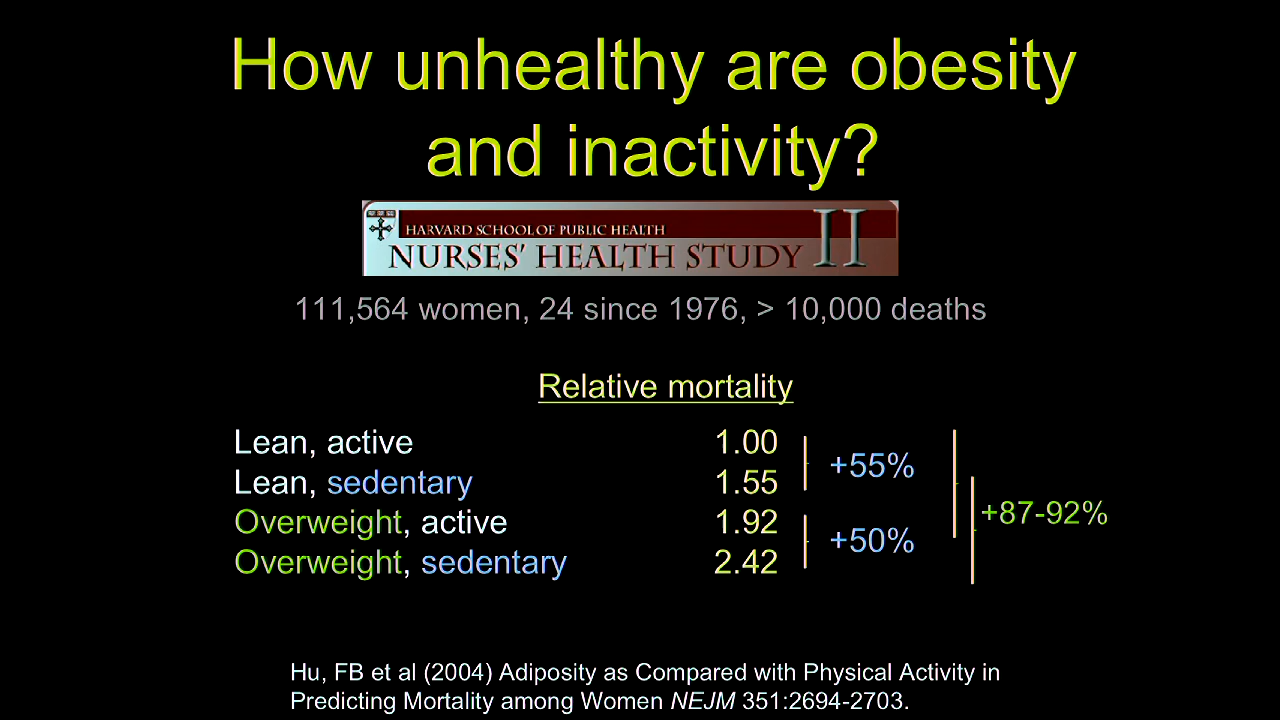 How unhealthy are obesity
and inactivity?
HARVARD SCHOOL OF PUBLIC HEALTH
NURSES' HEALTH STUDY II
111,564 women, 24 since 1976, > 10,000 deaths
Relative mortality
Lean, active 1.00
+55%
Lean, sedentary 1.55
+87-92%
Overweight, active 1.92
+50%
Overweight, sedentary 2.42
Hu, FB et al (2004) Adiposity as Compared with Physical Activity in
Predicting Mortality among Women NEJM 351:2694-2703.